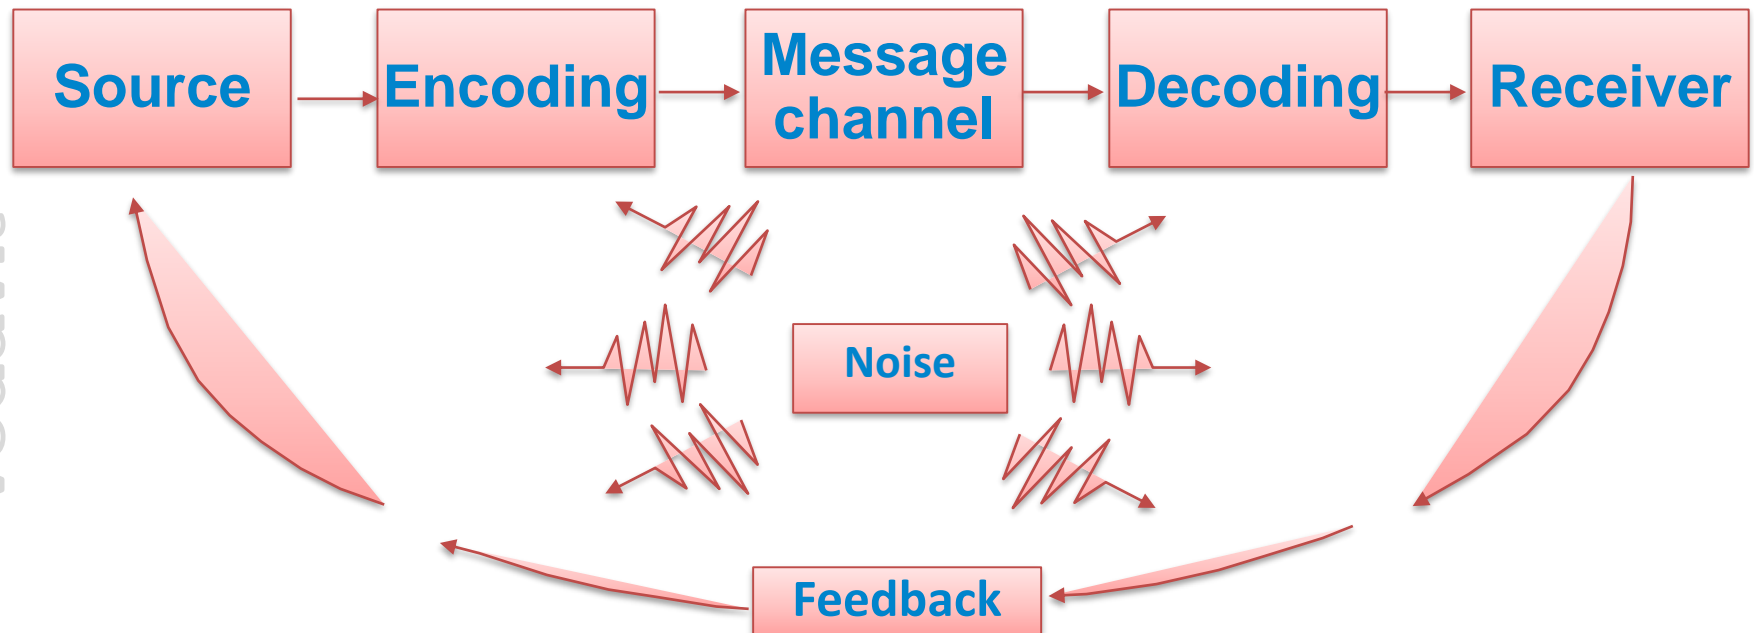 Source
Encoding
Message
channel
Decoding
Receiver
Noise
Feedback